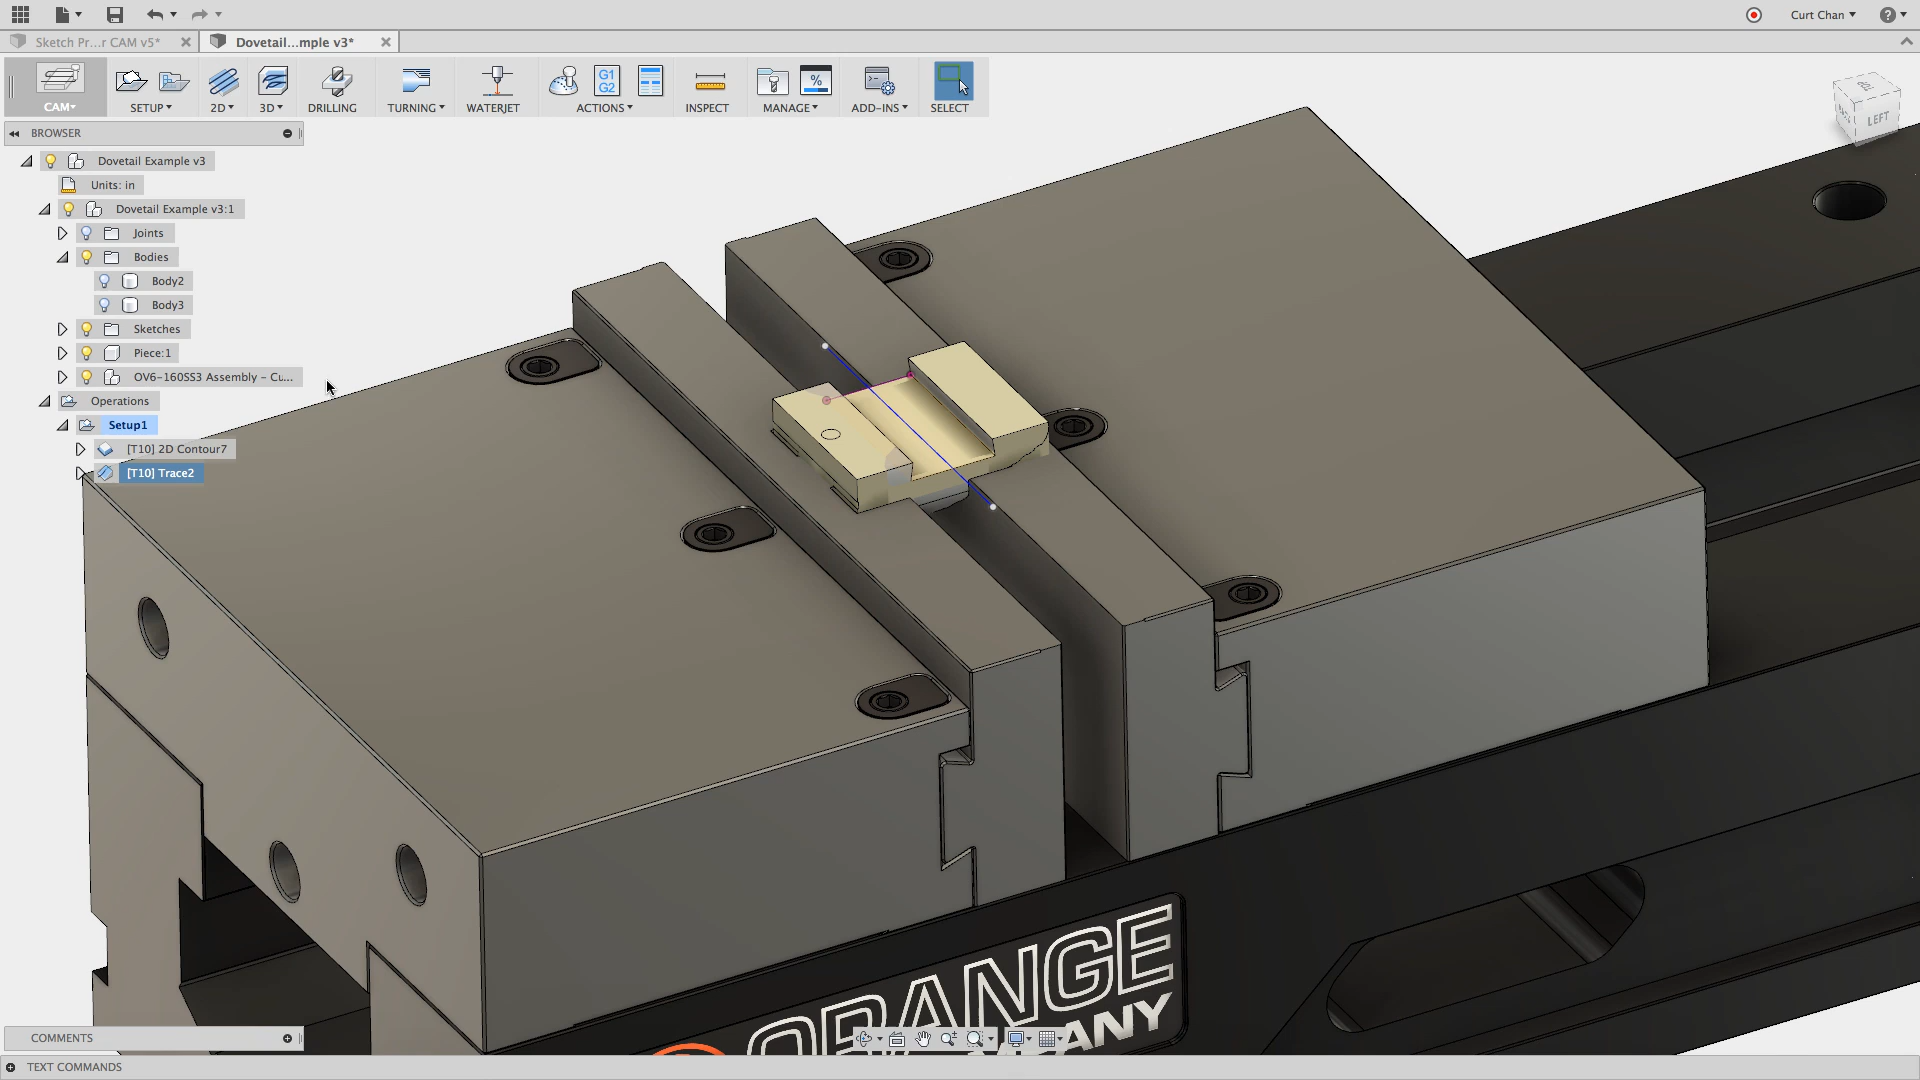 Curt Chan
Sketch Pr...r CAM v5*
Dovetail...mple v3*
CAM
SETUP
2D
3D
DRILLING
TURNING
WATERJET
G1
G2
ACTIONS
INSPECT
%
MANAGE
ADD-INS
SELECT
TOP
LEFT
BROWSER
Dovetail Example v3
Units: in
Dovetail Example v3:1
Joints
Bodies
Body2
Body3
Sketches
Piece:1
OV6-160SS3 Assembly - Cu...
Operations
Setup1
[T10] 2D Contour7
[T10] Trace2
ORANGE
COMMENTS
TEXT COMMANDS